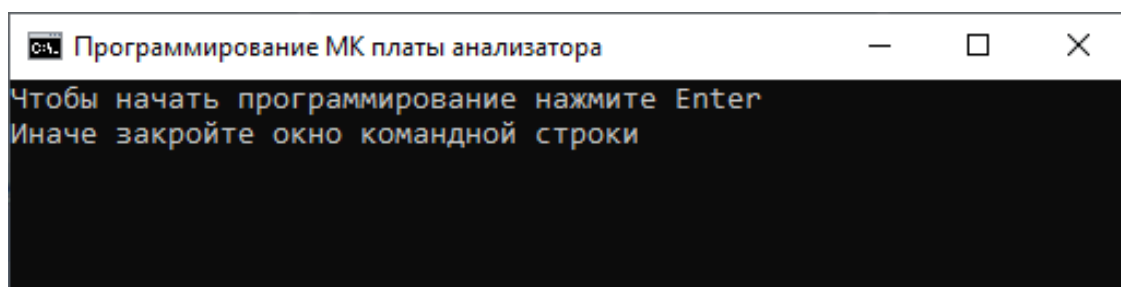 Программирование МК платы анализатора
Чтобы начать программирование нажмите Enter
Иначе закройте окно командной строки